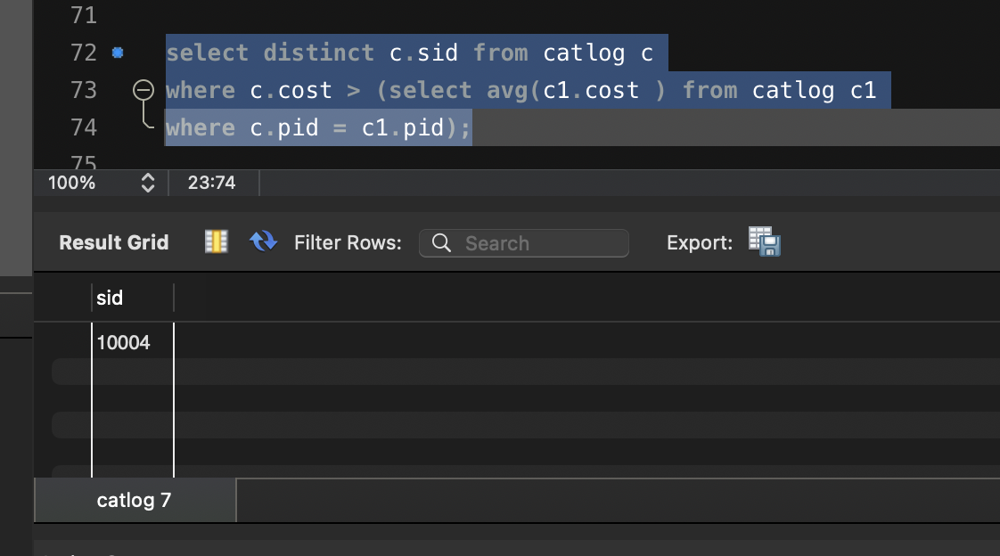 71
72 select distinct c.sid from catlog c
73 where c.cost > (select avg(c1.cost ) from catlog c1
74 where c.pid = c1.pid);
75
100% 23:74
Result Grid Filter Rows: Search Export:
sid
10004
catlog 7